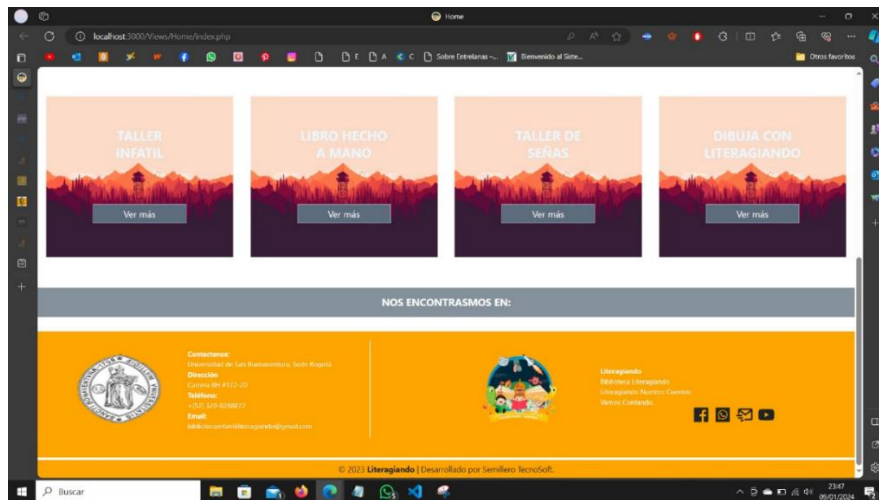 Home
localhost:3000/Views/Home/index.php
Sobre Entrelanas -...
Bienvenido al Siste...
Otros favoritos
TALLER
INFATIL
Ver más
LIBRO HECHO
A MANO
Ver más
TALLER DE
SEÑAS
Ver más
DIBUJA CON
LITERAGIANDO
Ver más
NOS ENCONTRASMOS EN:
Contactanos:
Universidad de San Buenaventura, Sede Bogotá.
Dirección
Carrera 8H #172-20
Teléfono:
Email:
Literagiando
Biblioteca Literagiando
Literagiando Nuestro Cuentos
Vamos Contando
© 2023 Literagiando | Desarrollado por Semillero TecnoSoft.
Buscar
23:47
09/01/2024